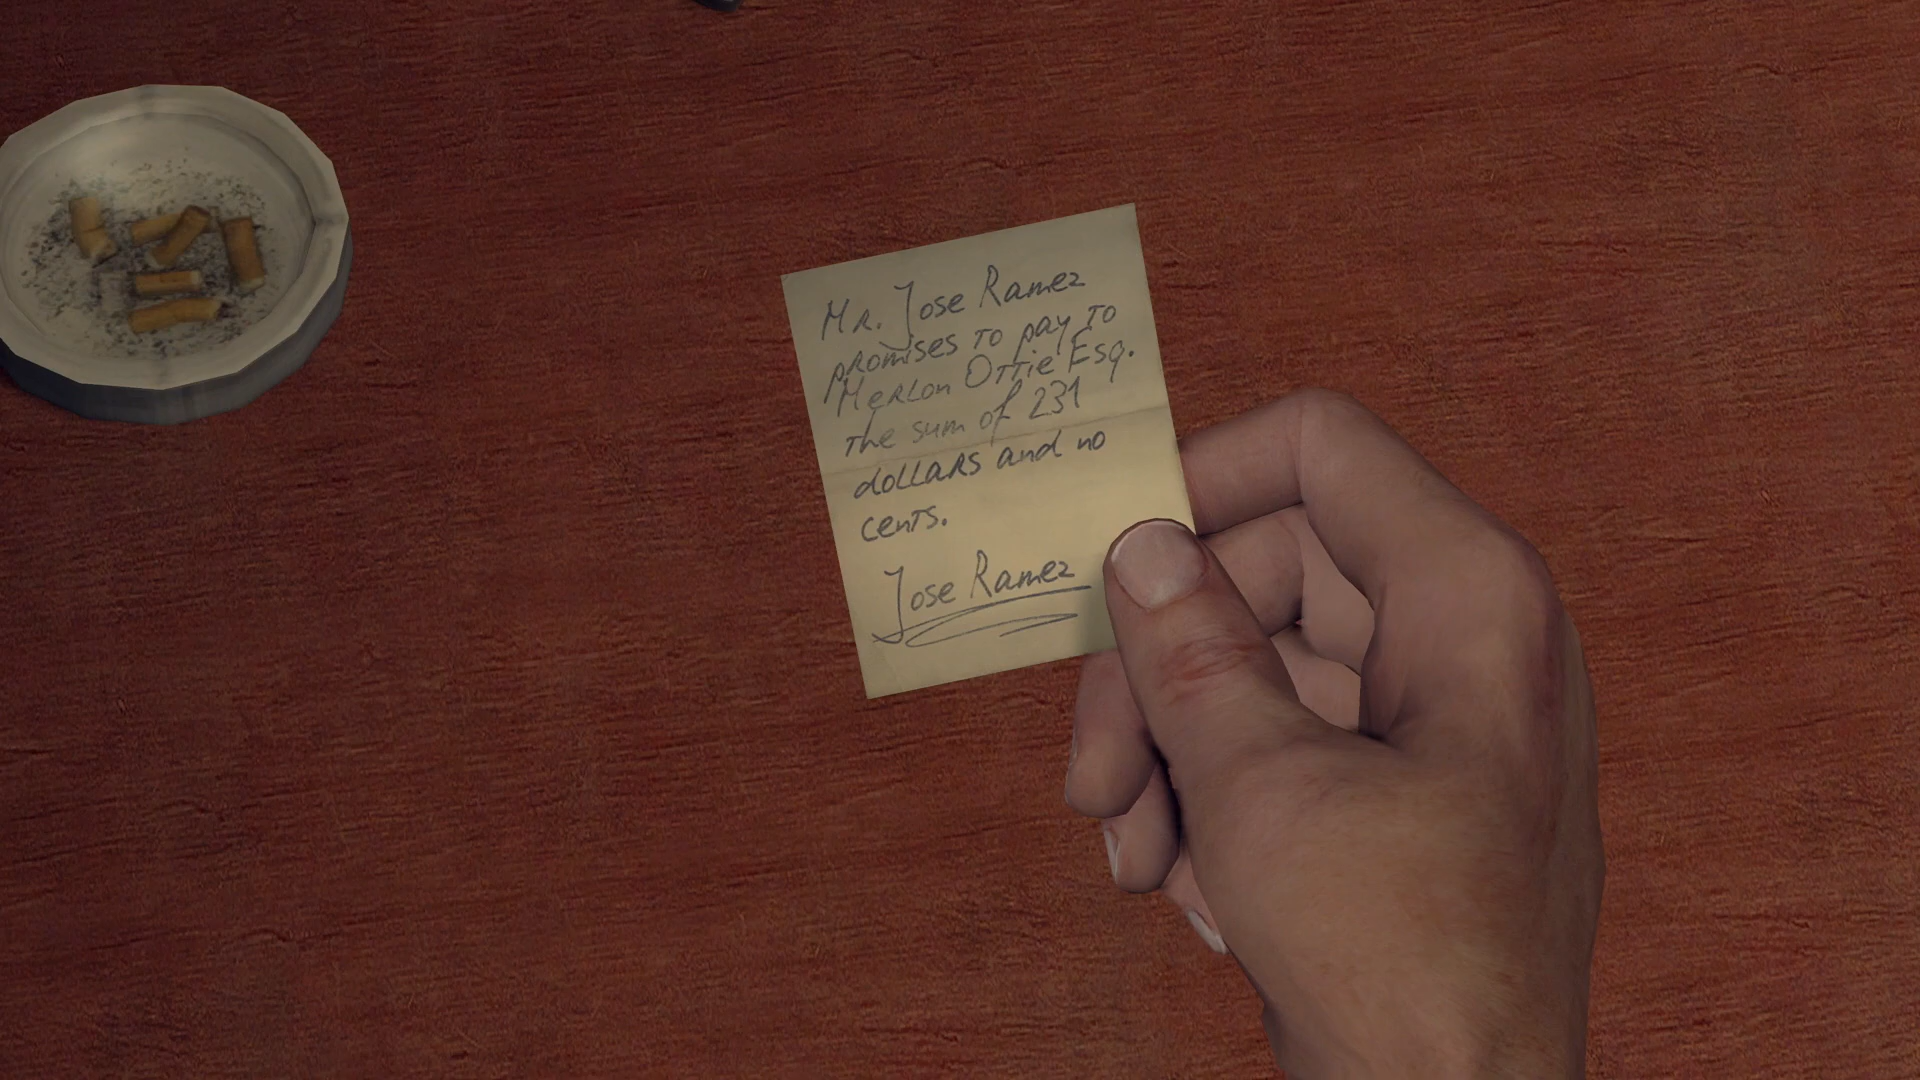 Mr. Jose Ramez
promises to pay to
Merlon Ottie Esq.
the sum of 231
dollars and no
cents.
Jose Ramez